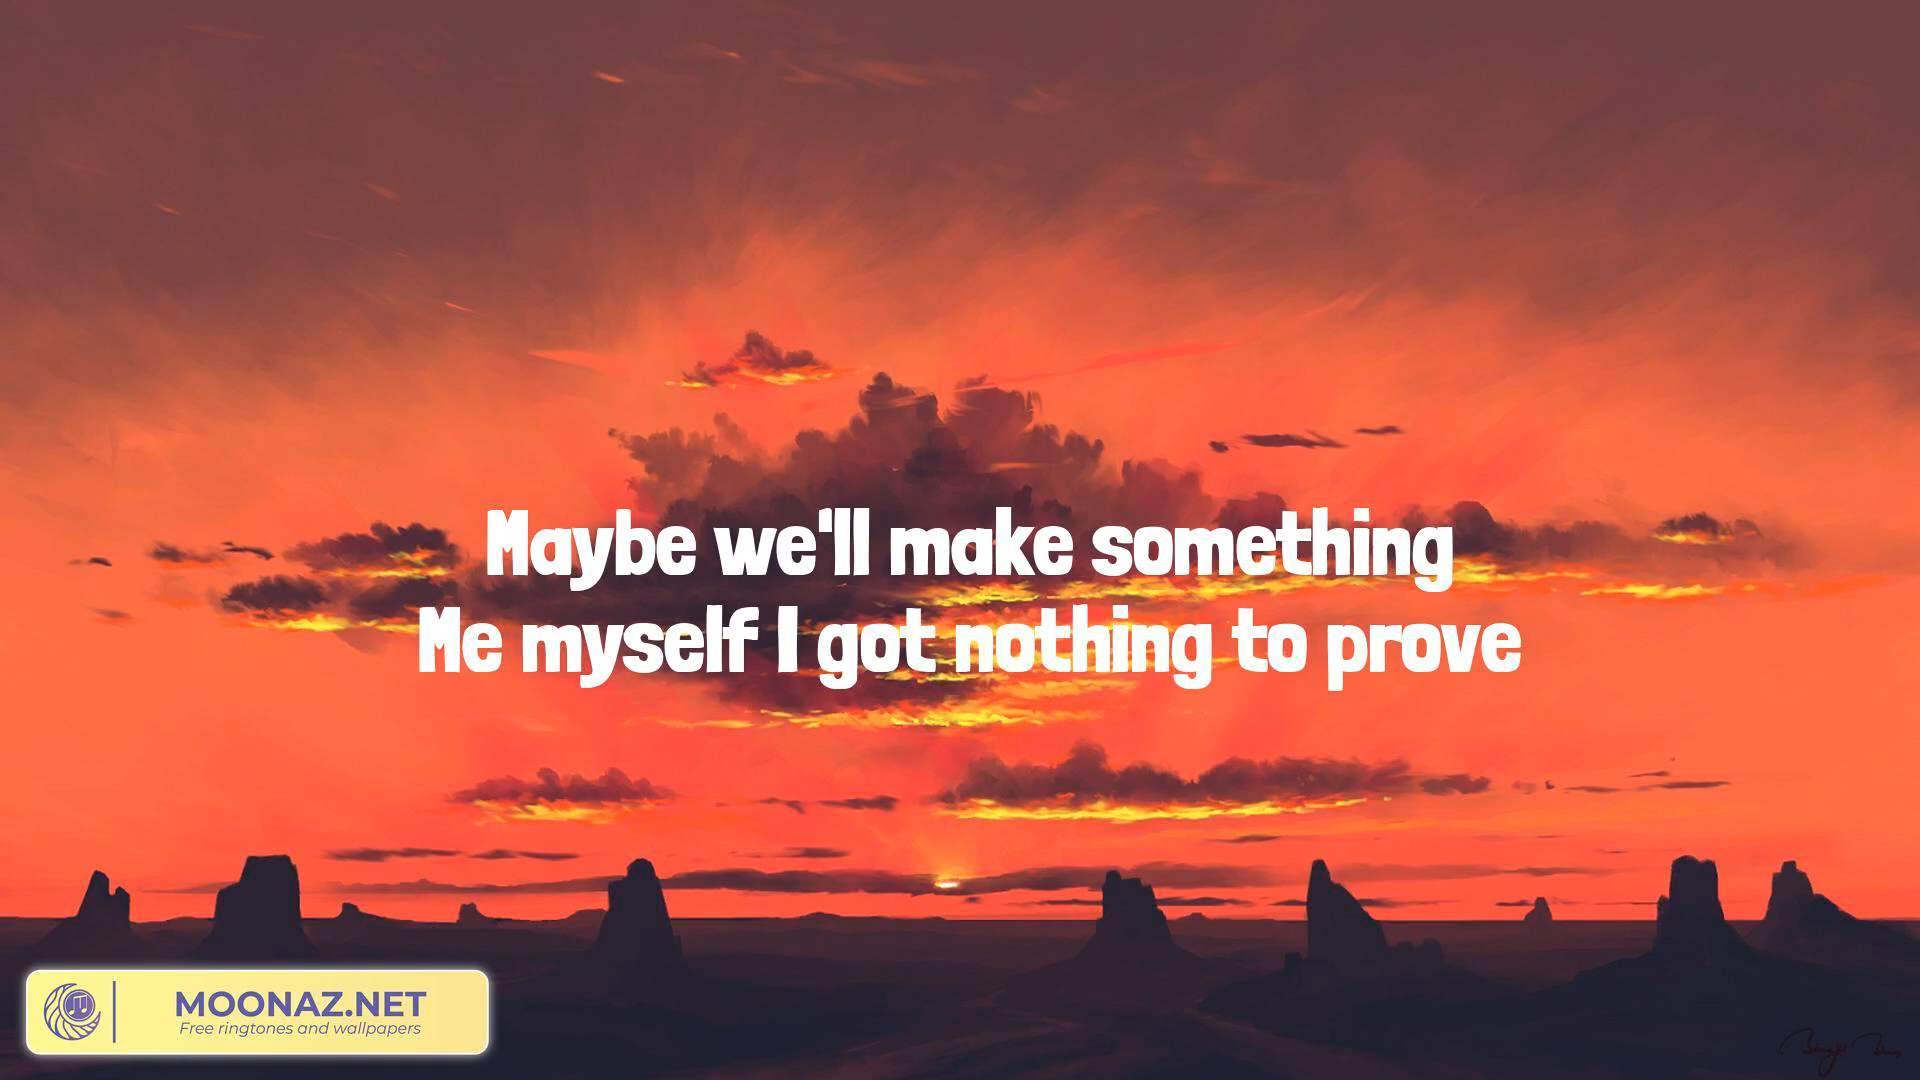 Maybe we'll make something
Me myself I got nothing to prove
MOONAZ.NET
Free ringtones and wallpapers